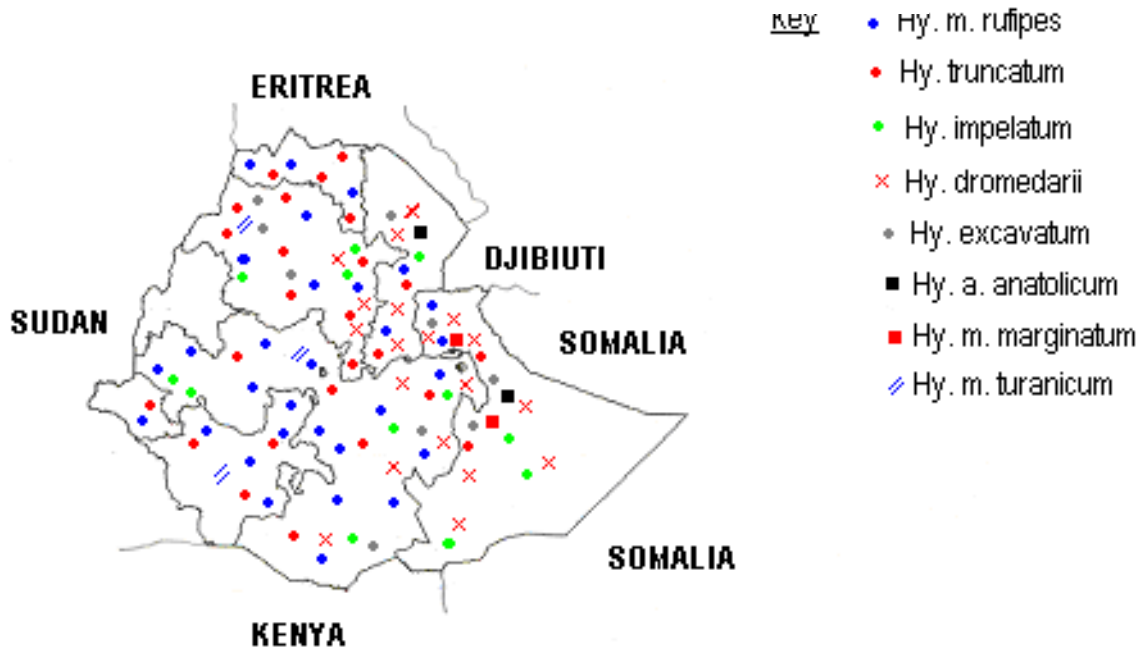 Key
Hy. m. rufipes
Hy. truncatum
Hy. impelatum
Hy. dromedarii
Hy. excavatum
Hy. a. anatolicum
Hy. m. marginatum
Hy. m. turanicum
ERITREA
DJIBIUTI
SUDAN
SOMALIA
SOMALIA
KENYA